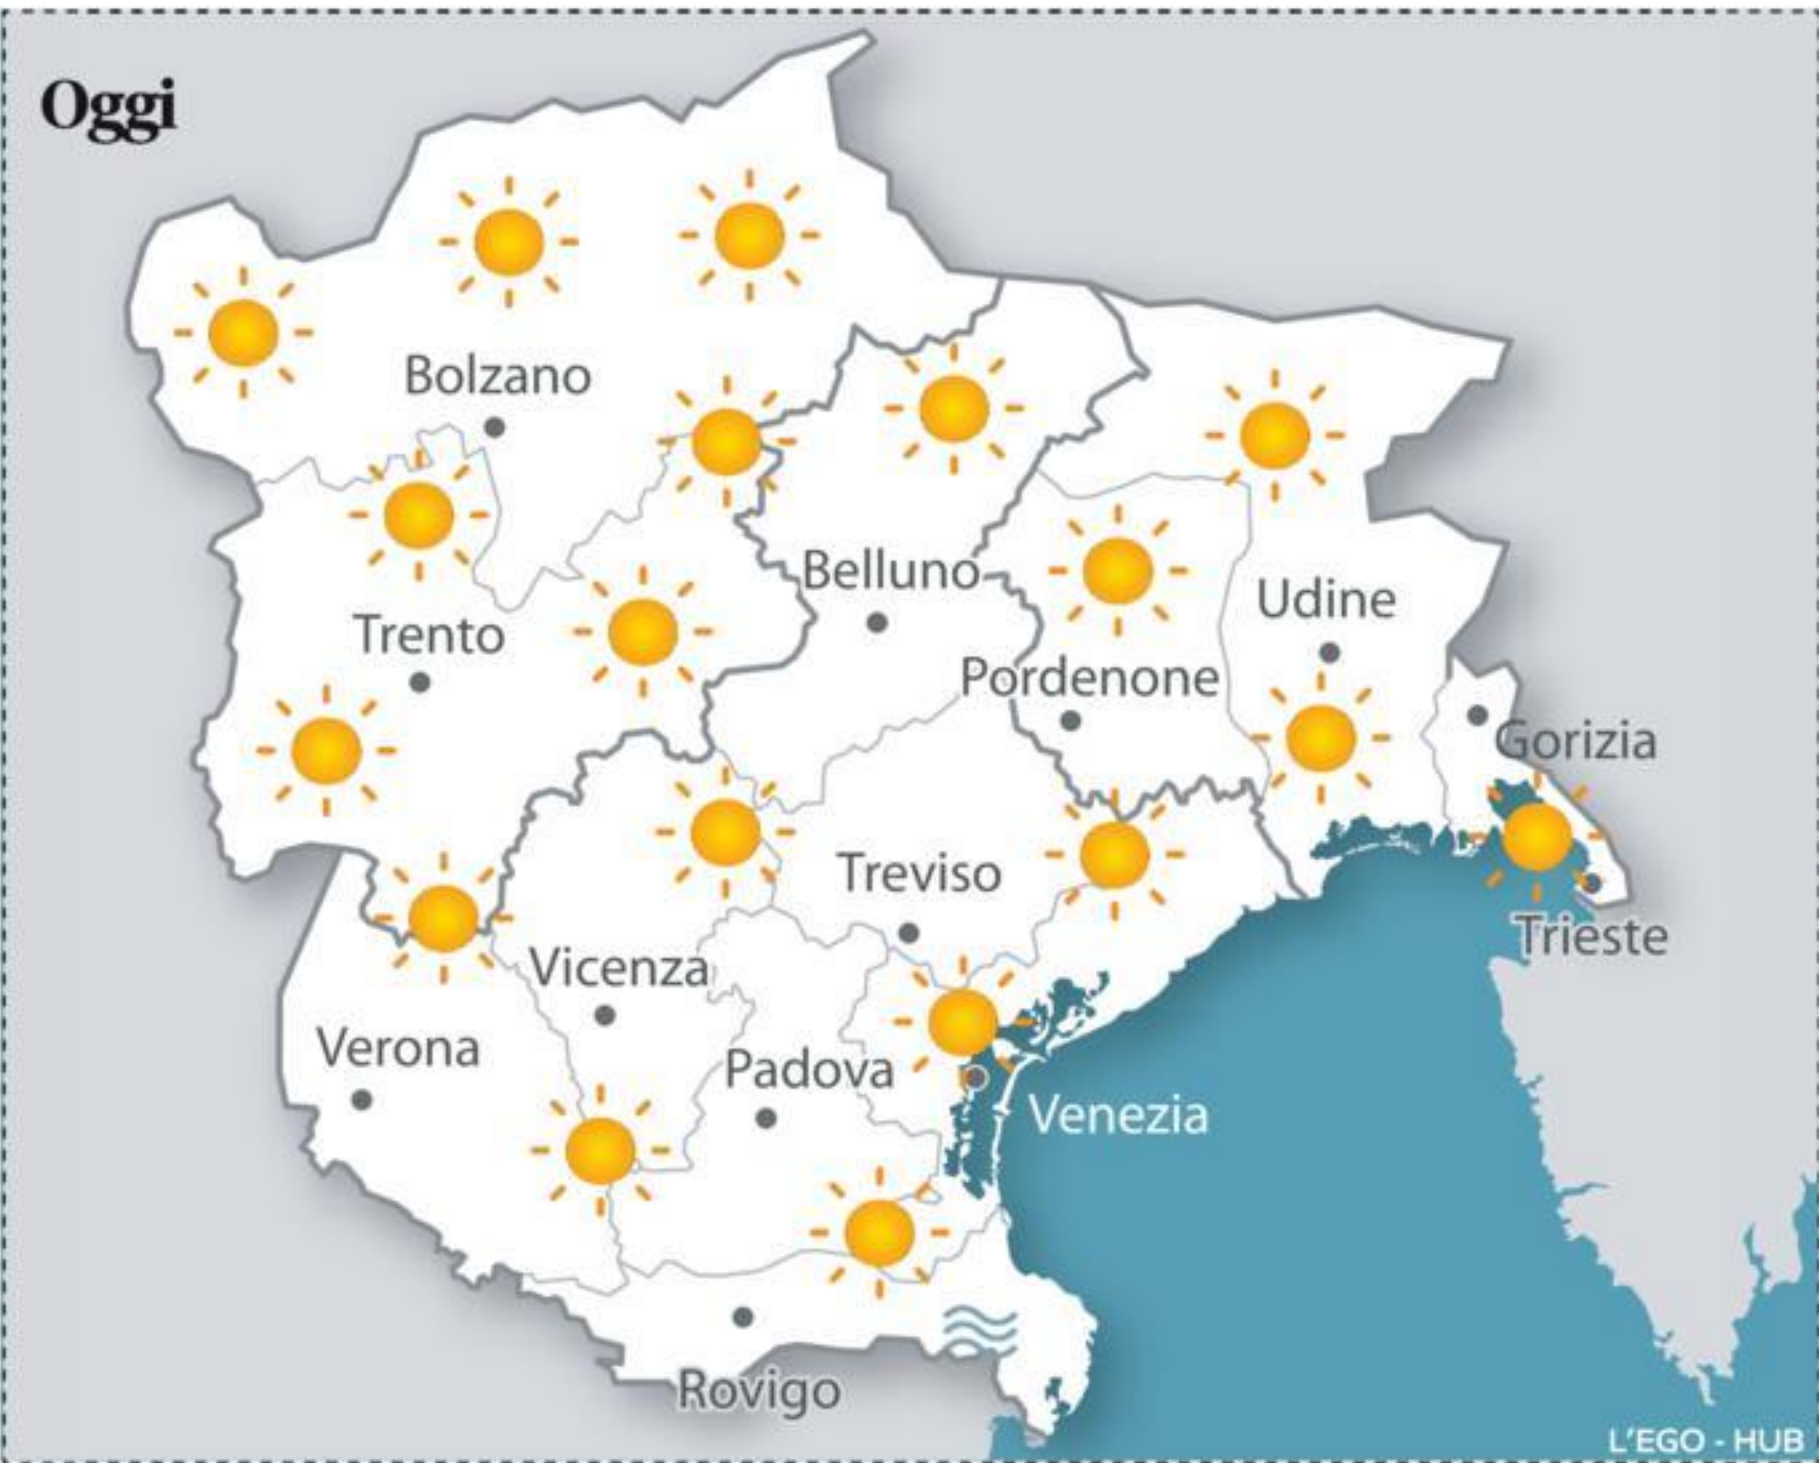 Oggi
Bolzano
Belluno
Udine
Trento
Pordenone
Gorizia
Treviso
Trieste
Vicenza
Verona
Padova
Venezia
Rovigo
L'EGO - HUB